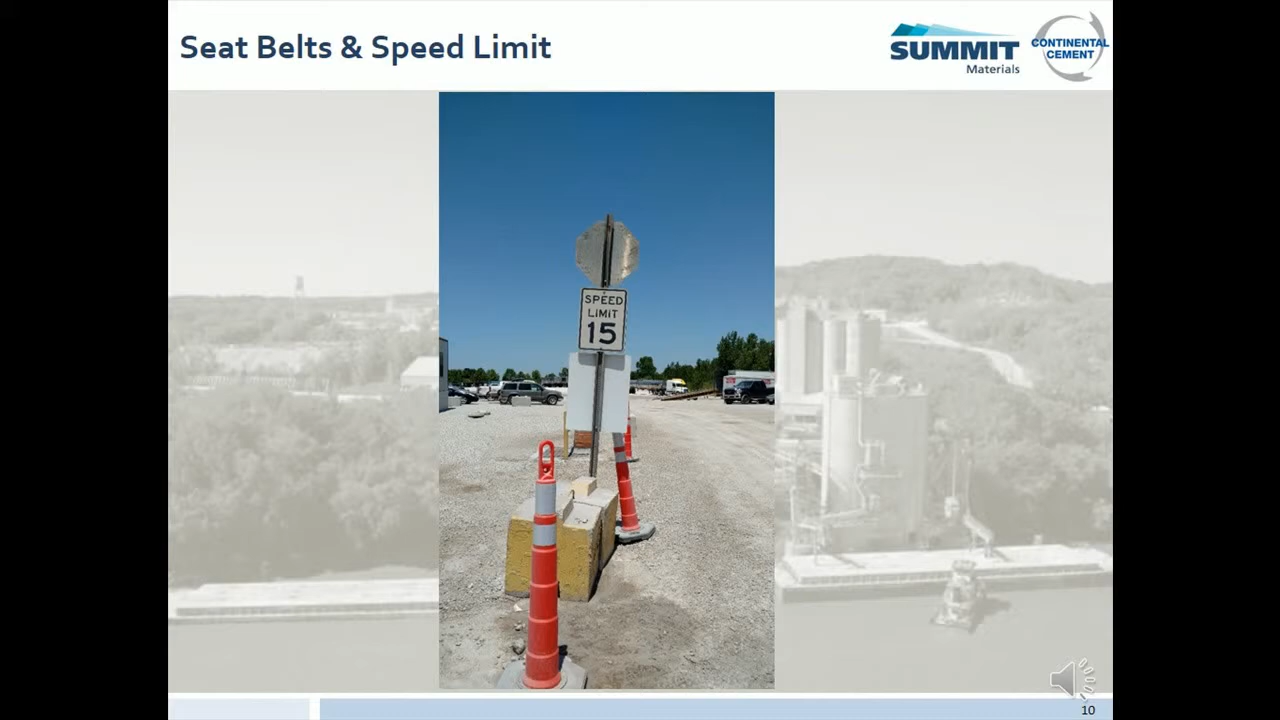 Seat Belts & Speed Limit
SUMMIT
Materials
CONTINENTAL
CEMENT
SPEED
LIMIT
15
10